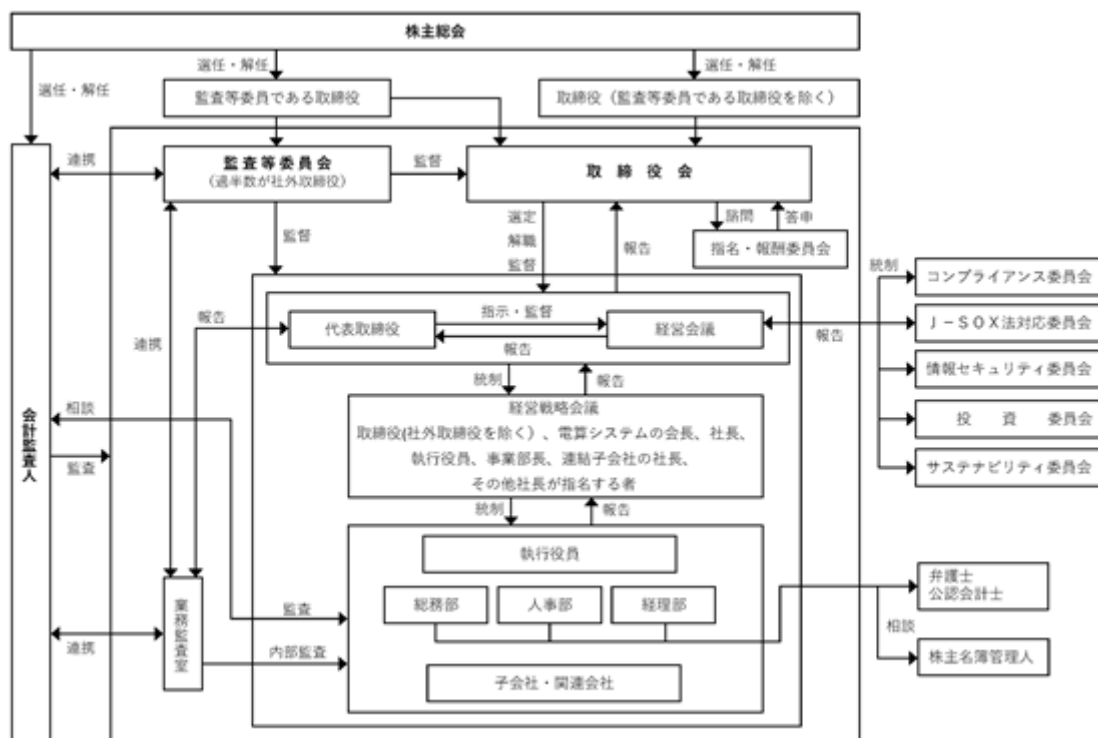 株主総会
選任・解任
選任・解任
選任・解任
監査等委員である取締役
取締役（監査等委員である取締役を除く）
連携
監査等委員会
（過半数が社外取締役）
監督
取締役会
監督
選定
解職
監督
報告
諮問
答申
指名・報酬委員会
統制
コンプライアンス委員会
J－SOX法対応委員会
情報セキュリティ委員会
投資委員会
サステナビリティ委員会
報告
連携
報告
代表取締役
指示・監督
報告
経営会議
統制
報告
経営戦略会議
取締役(社外取締役を除く）、電算システムの会長、社長、
執行役員、事業部長、連結子会社の社長、
その他社長が指名する者
統制
報告
会計監査人
相談
監査
執行役員
総務部
人事部
経理部
子会社・関連会社
監査
内部監査
業務監査室
連携
弁護士
公認会計士
相談
株主名簿管理人